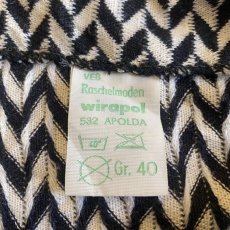 VEB
Raschelmoden
wirapol
532 APOLDA
40°
Gr. 40